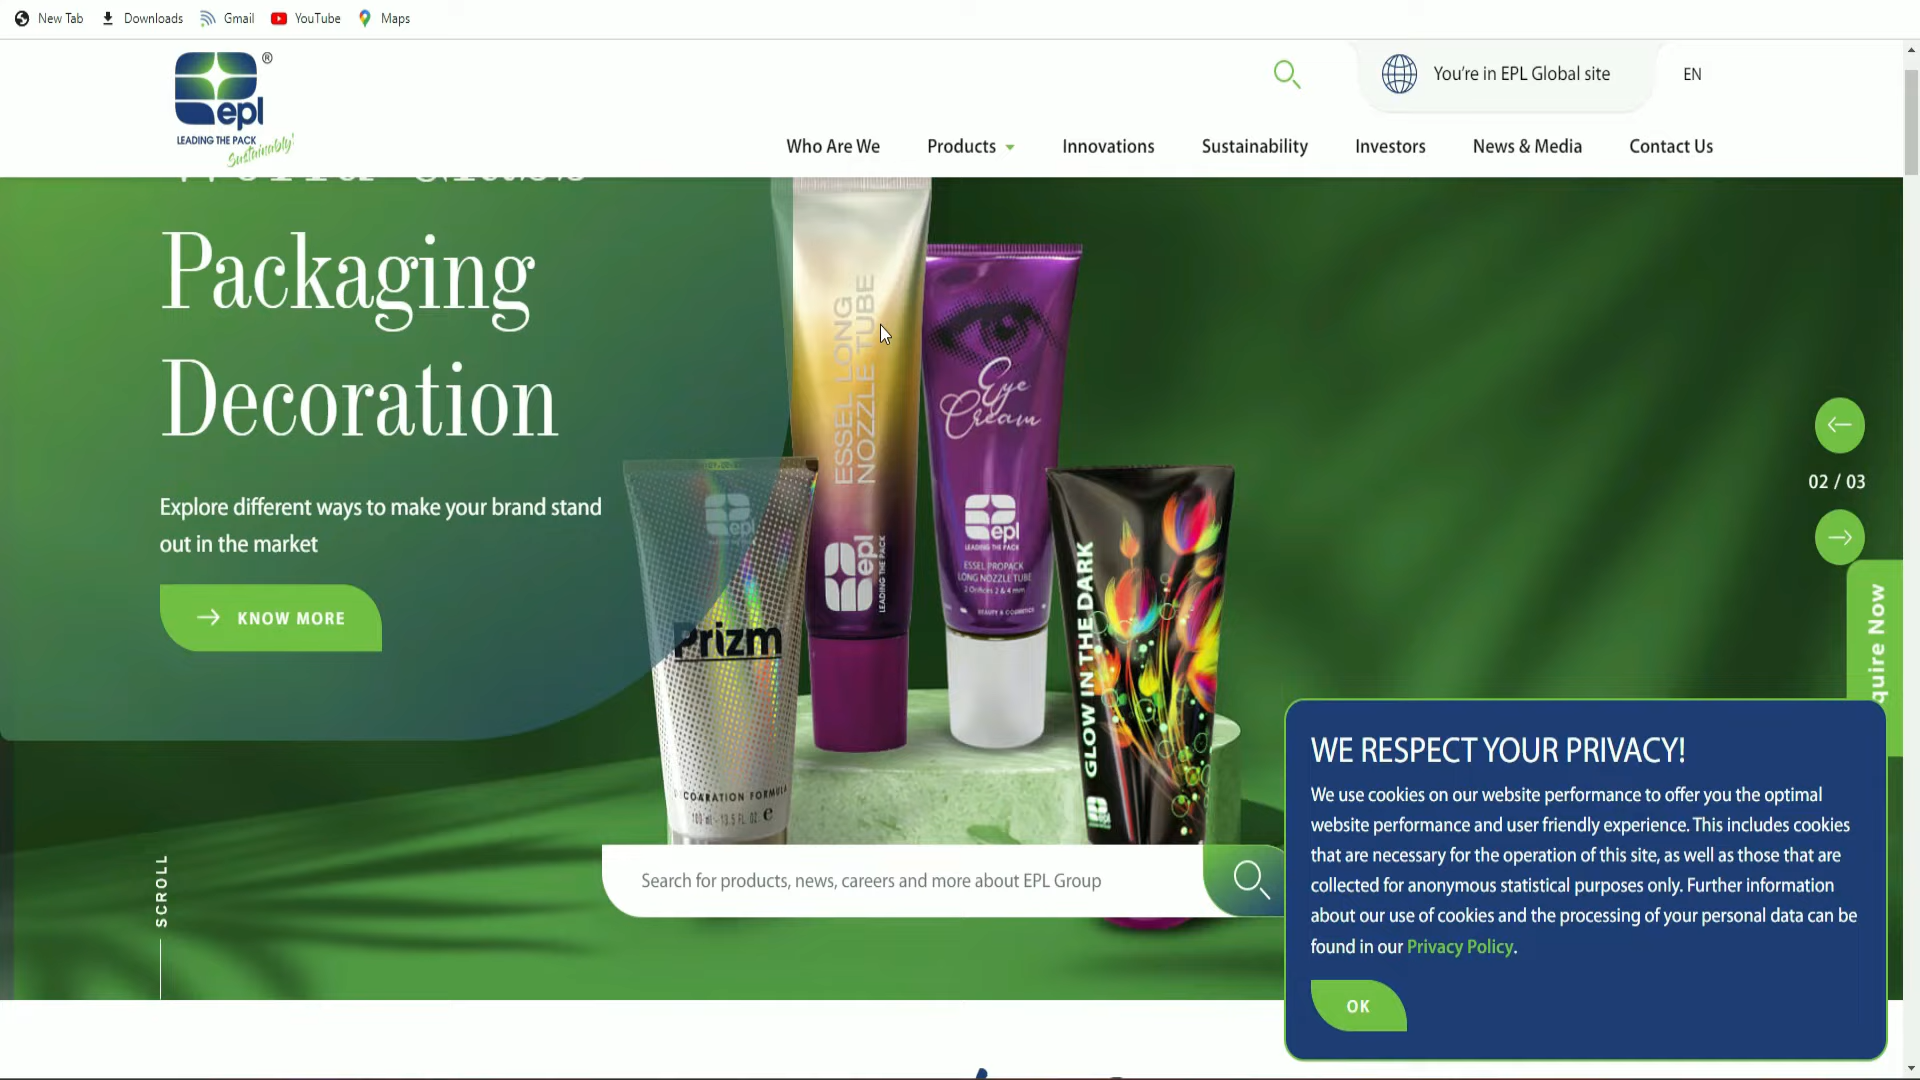 New Tab
Downloads
Gmail
YouTube
Maps
epl
®
LEADING THE PACK
Sustainably!
You're in EPL Global site
EN
Who Are We
Products
Innovations
Sustainability
Investors
News & Media
Contact Us
Packaging
Decoration
Explore different ways to make your brand stand
out in the market
KNOW MORE
SCROLL
ESSEL LONG
NOZZLE TUBE
epl
LEADING THE PACK
Eye
Cream
epl
LEADING THE PACK
ESSEL PROPACK
LONG NOZZLE TUBE
2 Orifices 2 & 4 mm
BEAUTY & COSMETICS
epl
Prizm
FORMULA
100 ml - 13.5 FL. OZ. e
GLOW IN THE DARK
02 / 03
quire Now
Search for products, news, careers and more about EPL Group
WE RESPECT YOUR PRIVACY!
We use cookies on our website performance to offer you the optimal
website performance and user friendly experience. This includes cookies
that are necessary for the operation of this site, as well as those that are
collected for anonymous statistical purposes only. Further information
about our use of cookies and the processing of your personal data can be
found in our Privacy Policy.
OK